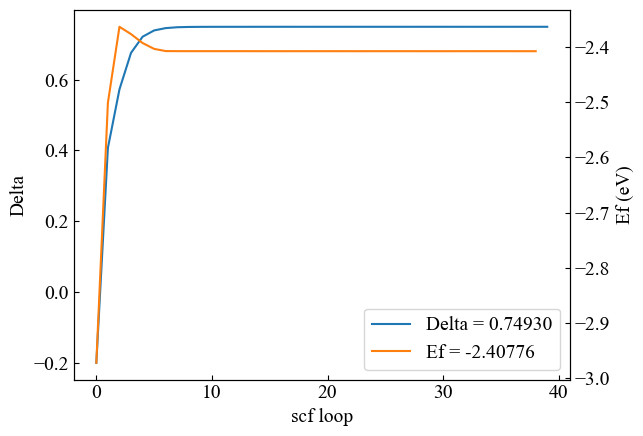 0.6
0.4
0.2
0.0
−0.2
Delta
−2.4
−2.5
−2.6
−2.7
−2.8
−2.9
−3.0
Ef (eV)
Delta = 0.74930
Ef = -2.40776
0 10 20 30 40
scf loop